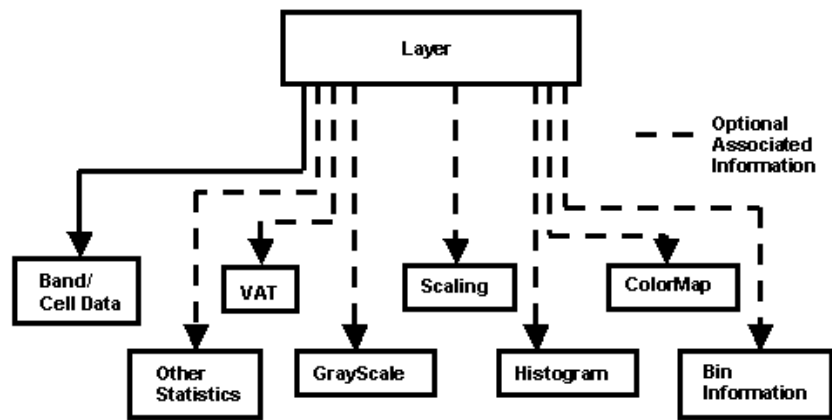 Layer
Optional
Associated
Information
Band/
Cell Data
VAT
Scaling
ColorMap
Other
Statistics
GrayScale
Histogram
Bin
Information